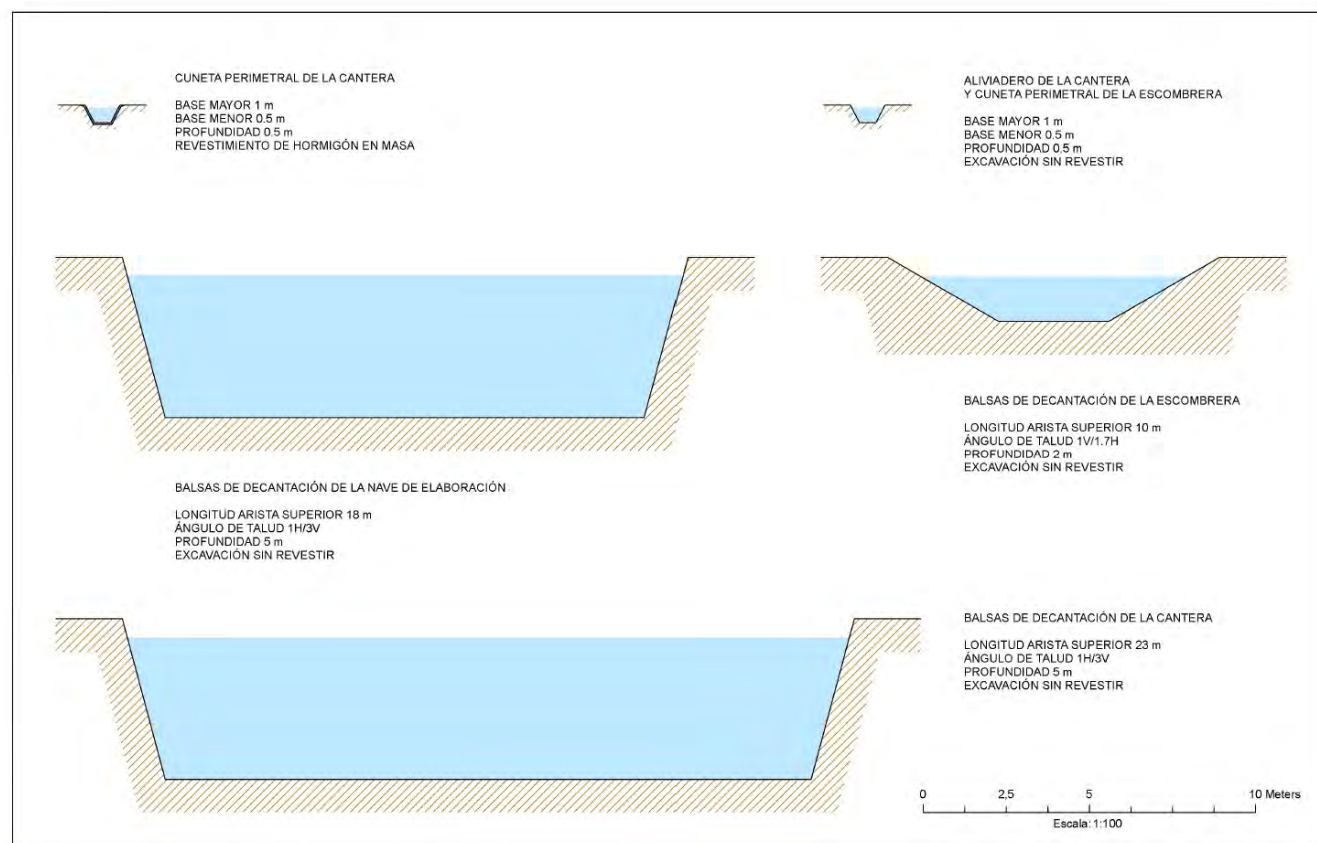 CUNETA PERIMETRAL DE LA CANTERA
BASE MAYOR 1 m
BASE MENOR 0.5 m
PROFUNDIDAD 0.5 m
REVESTIMIENTO DE HORMIGÓN EN MASA
ALIVIADERO DE LA CANTERA
Y CUNETA PERIMETRAL DE LA ESCOMBRERA
BASE MAYOR 1 m
BASE MENOR 0.5 m
PROFUNDIDAD 0.5 m
EXCAVACIÓN SIN REVESTIR
BALSAS DE DECANTACIÓN DE LA ESCOMBRERA
LONGITUD ARISTA SUPERIOR 10 m
ÁNGULO DE TALUD 1V/1.7H
PROFUNDIDAD 2 m
EXCAVACIÓN SIN REVESTIR
BALSAS DE DECANTACIÓN DE LA NAVE DE ELABORACIÓN
LONGITUD ARISTA SUPERIOR 18 m
ÁNGULO DE TALUD 1H/3V
PROFUNDIDAD 5 m
EXCAVACIÓN SIN REVESTIR
BALSAS DE DECANTACIÓN DE LA CANTERA
LONGITUD ARISTA SUPERIOR 23 m
ÁNGULO DE TALUD 1H/3V
PROFUNDIDAD 5 m
EXCAVACIÓN SIN REVESTIR
0 2,5 5 10 Meters
Escala: 1:100